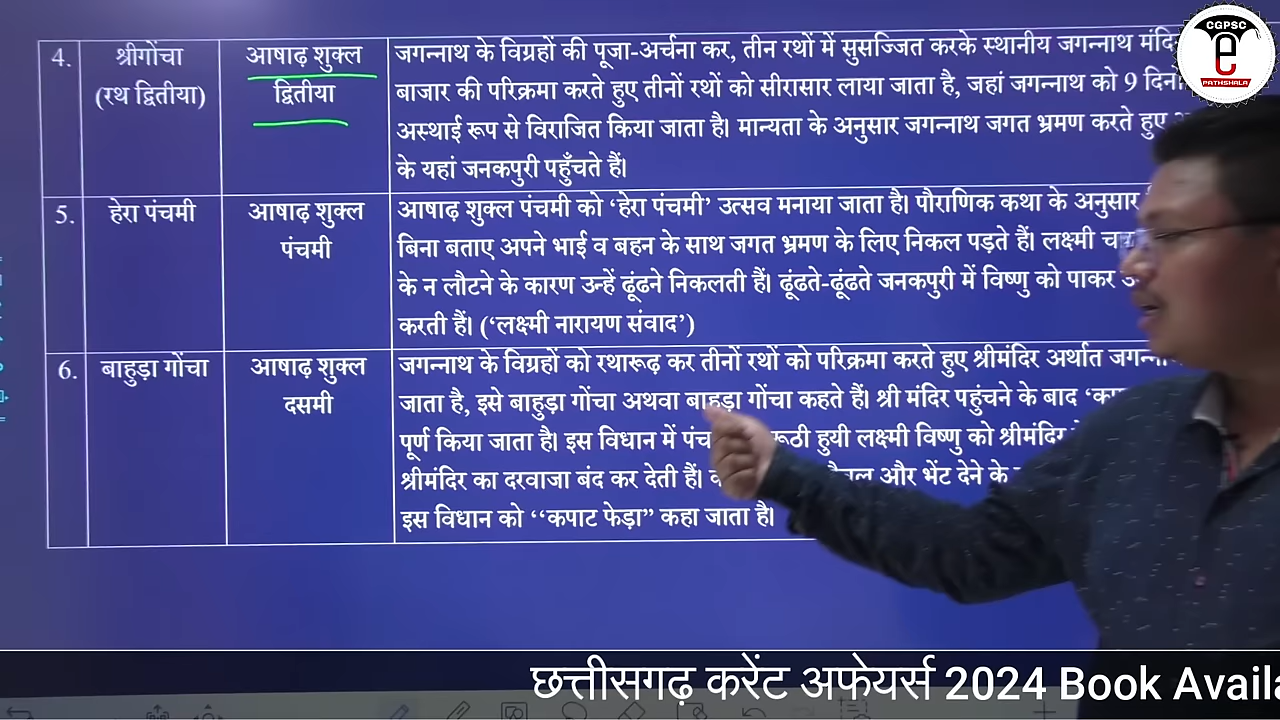 CGPSC
e
PATHSHALA
4.
श्रीगोंचा
(रथ द्वितीया)
आषाढ़ शुक्ल
द्वितीया
जगन्नाथ के विग्रहों की पूजा-अर्चना कर, तीन रथों में सुसज्जित करके स्थानीय जगन्नाथ
बाजार की परिक्रमा करते हुए तीनों रथों को सीरासार लाया जाता है, जहां जगन्नाथ को 9
अस्थाई रूप से विराजित किया जाता है। मान्यता के अनुसार जगन्नाथ जगत भ्रमण करते हुए
के यहां जनकपुरी पहुँचते हैं।
5.
हेरा पंचमी
आषाढ़ शुक्ल
पंचमी
आषाढ़ शुक्ल पंचमी को ‘हेरा पंचमी’ उत्सव मनाया जाता है। पौराणिक कथा के अनुसार
बिना बताए अपने भाई व बहन के साथ जगत भ्रमण के लिए निकल पड़ते हैं। लक्ष्मी
के न लौटने के कारण उन्हें ढूंढने निकलती हैं। ढूंढते-ढूंढते जनकपुरी में विष्णु को पाकर
करती हैं। (‘लक्ष्मी नारायण संवाद’)
6.
बाहुड़ा गोंचा
आषाढ़ शुक्ल
दसमी
जगन्नाथ के विग्रहों को रथारूढ़ कर तीनों रथों को परिक्रमा करते हुए श्रीमंदिर अर्थात
जाता है, इसे बाहुड़ा गोंचा अथवा बाहुड़ा गोंचा कहते हैं। श्री मंदिर पहुंचने के बाद
पूर्ण किया जाता है। इस विधान में रूठी हुयी लक्ष्मी विष्णु को श्रीमंदिर
श्रीमंदिर का दरवाजा बंद कर देती हैं। और भेंट देने के
इस विधान को ‘‘कपाट फेड़ा” कहा जाता है।
छत्तीसगढ़ करेंट अफेयर्स 2024 Book